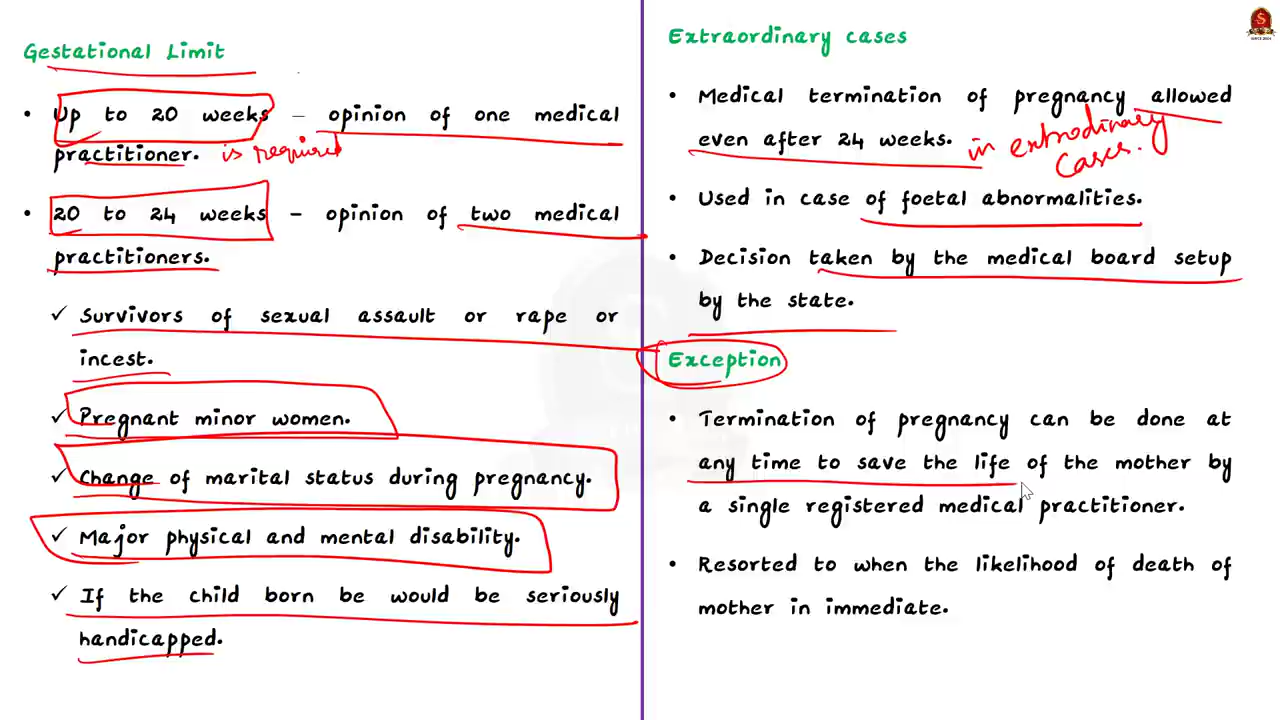 Gestational Limit
• Up to 20 weeks – opinion of one medical
practitioner. is required
• 20 to 24 weeks – opinion of two medical
practitioners.
✓ Survivors of sexual assault or rape or
incest.
✓ Pregnant minor women.
✓ Change of marital status during pregnancy.
✓ Major physical and mental disability.
✓ If the child born be would be seriously
handicapped.
Extraordinary cases
• Medical termination of pregnancy allowed
even after 24 weeks. in extrodinary
cases.
• Used in case of foetal abnormalities.
• Decision taken by the medical board setup
by the state.
Exception
• Termination of pregnancy can be done at
any time to save the life of the mother by
a single registered medical practitioner.
• Resorted to when the likelihood of death of
mother in immediate.